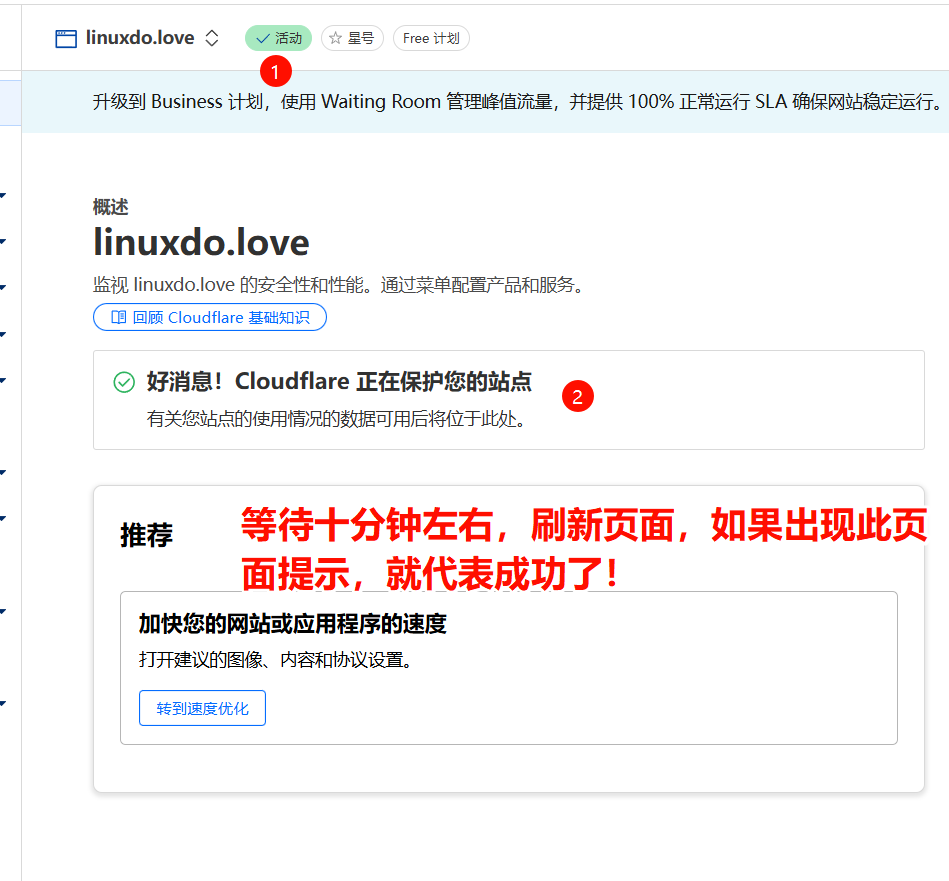 linuxdo.love 活动 星号 Free 计划
1
升级到 Business 计划，使用 Waiting Room 管理峰值流量，并提供 100% 正常运行 SLA 确保网站稳定运行。
概述
linuxdo.love
监视 linuxdo.love 的安全性和性能。通过菜单配置产品和服务。
回顾 Cloudflare 基础知识
好消息！Cloudflare 正在保护您的站点
2
有关您站点的使用情况的数据可用后将位于此处。
推荐
等待十分钟左右，刷新页面，如果出现此页
面提示，就代表成功了！
加快您的网站或应用程序的速度
打开建议的图像、内容和协议设置。
转到速度优化